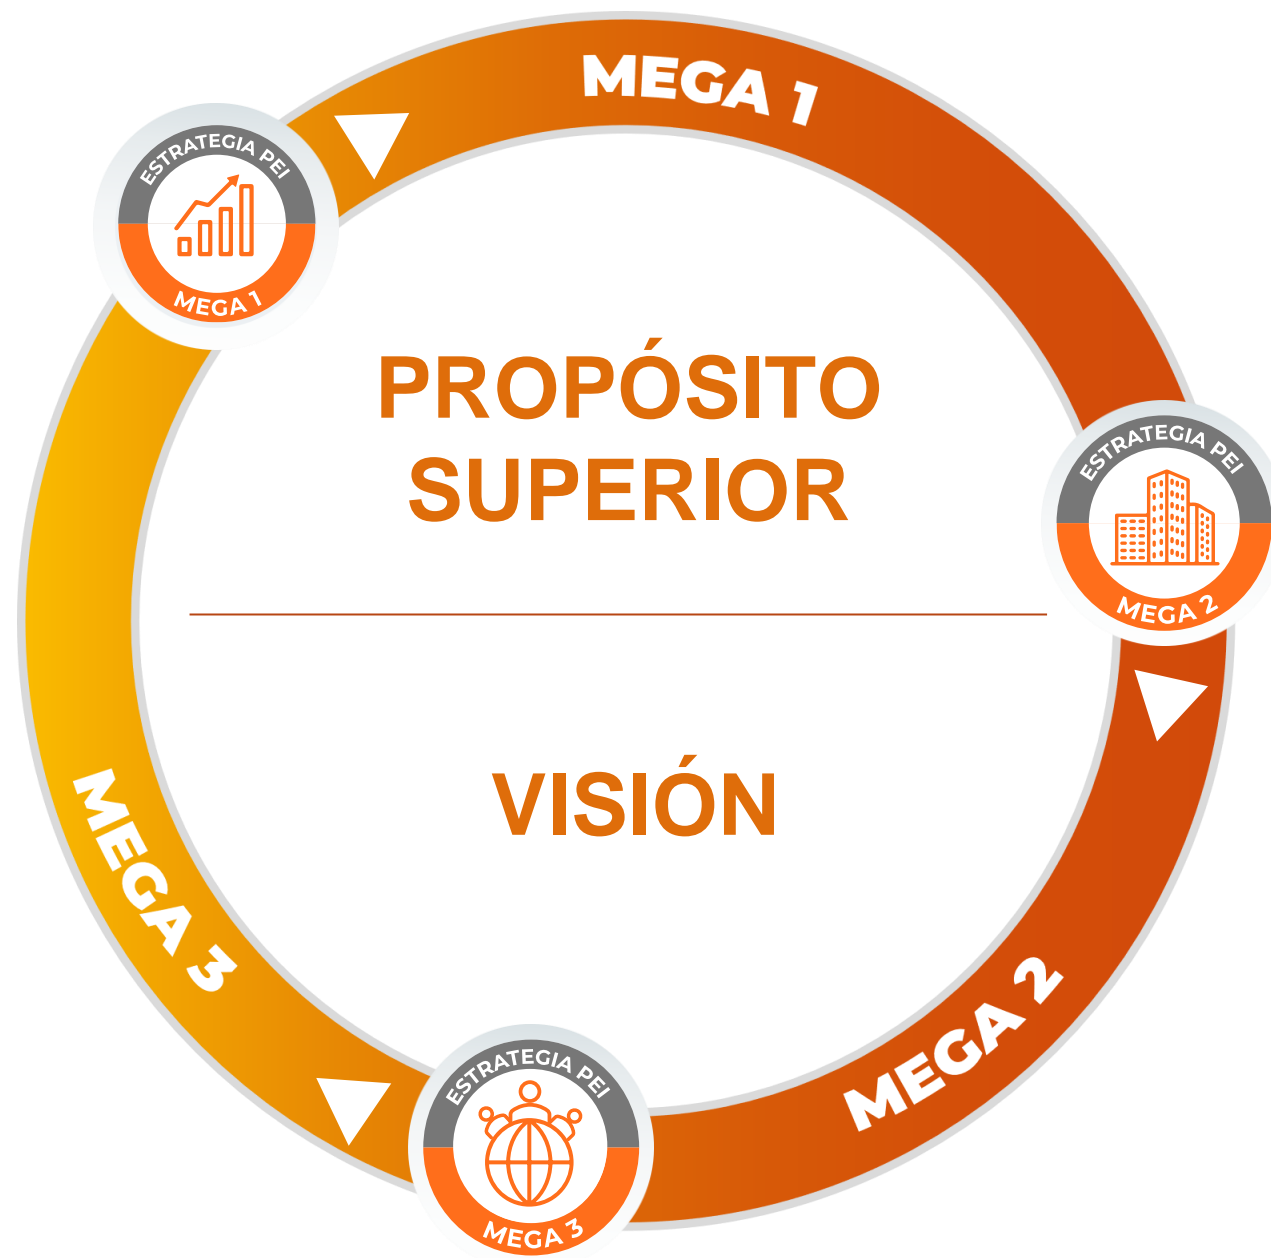 MEGA 1
ESTRATEGIA PEI
MEGA 1
PROPÓSITO
SUPERIOR
ESTRATEGIA PEI
MEGA 2
VISIÓN
MEGA 3
MEGA 2
ESTRATEGIA PEI
MEGA 3